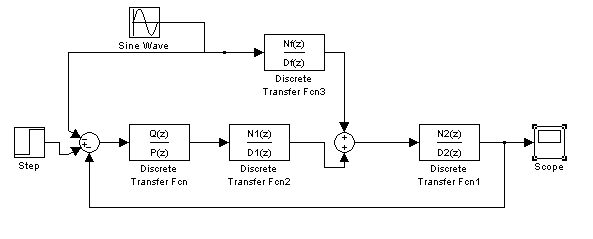 Sine Wave
Nf(z)
Df(z)
Discrete
Transfer Fcn3
Step
Q(z)
P(z)
Discrete
Transfer Fcn
N1(z)
D1(z)
Discrete
Transfer Fcn2
+
+
N2(z)
D2(z)
Discrete
Transfer Fcn1
Scope